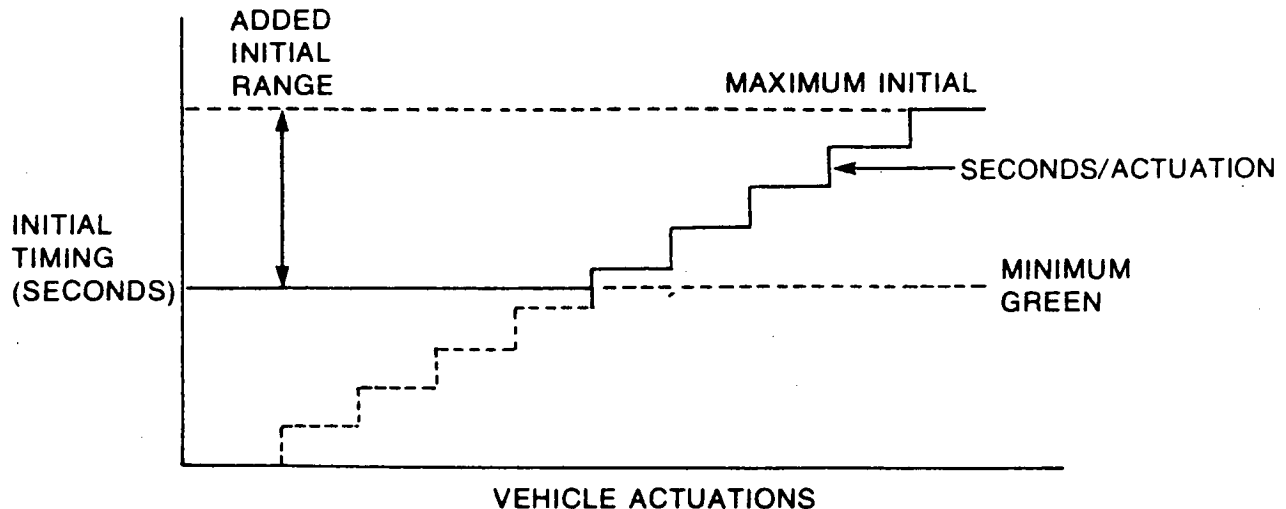 ADDED
INITIAL
RANGE
MAXIMUM INITIAL
SECONDS/ACTUATION
INITIAL
TIMING
(SECONDS)
MINIMUM
GREEN
VEHICLE ACTUATIONS